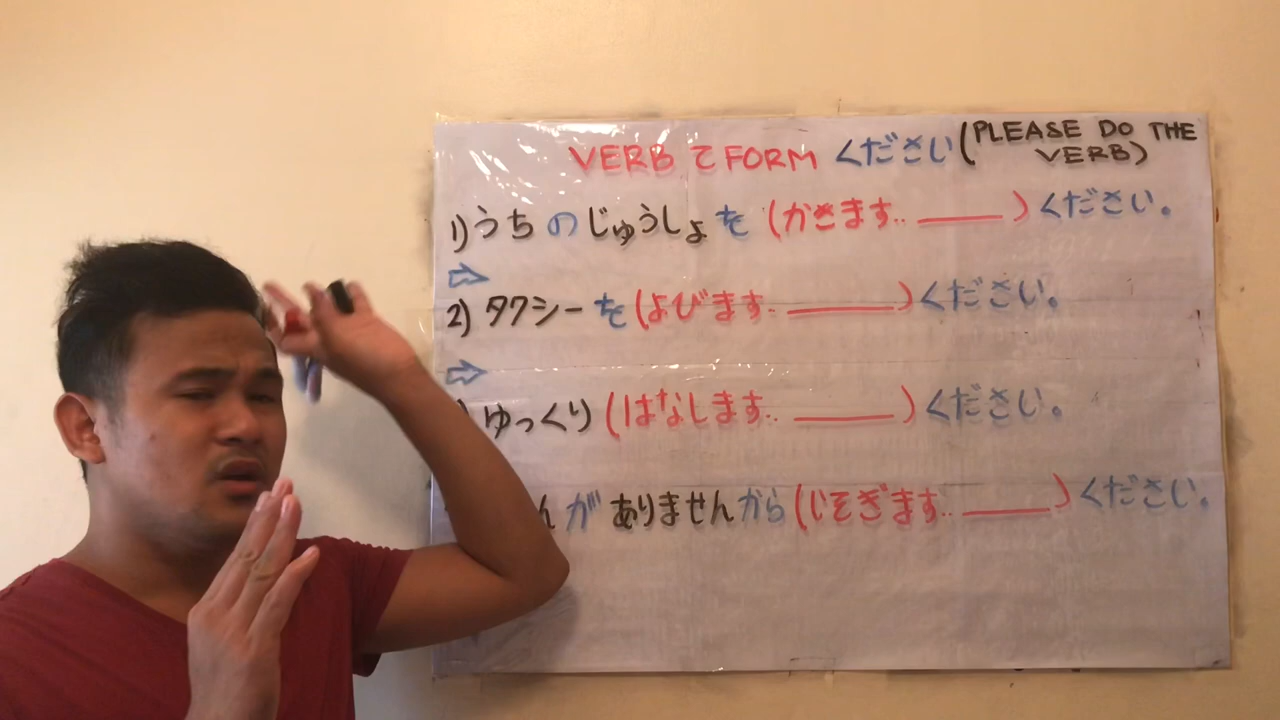 VERB て FORM ください (PLEASE DO THE VERB)
1) うちのじゅうしょを (かきます.. ______) ください。
⇨
2) タクシーを (よびます.. ______) ください。
⇨
) ゆっくり (はなします.. ______) ください。
んがありませんから (じそぎます.. ______) ください。